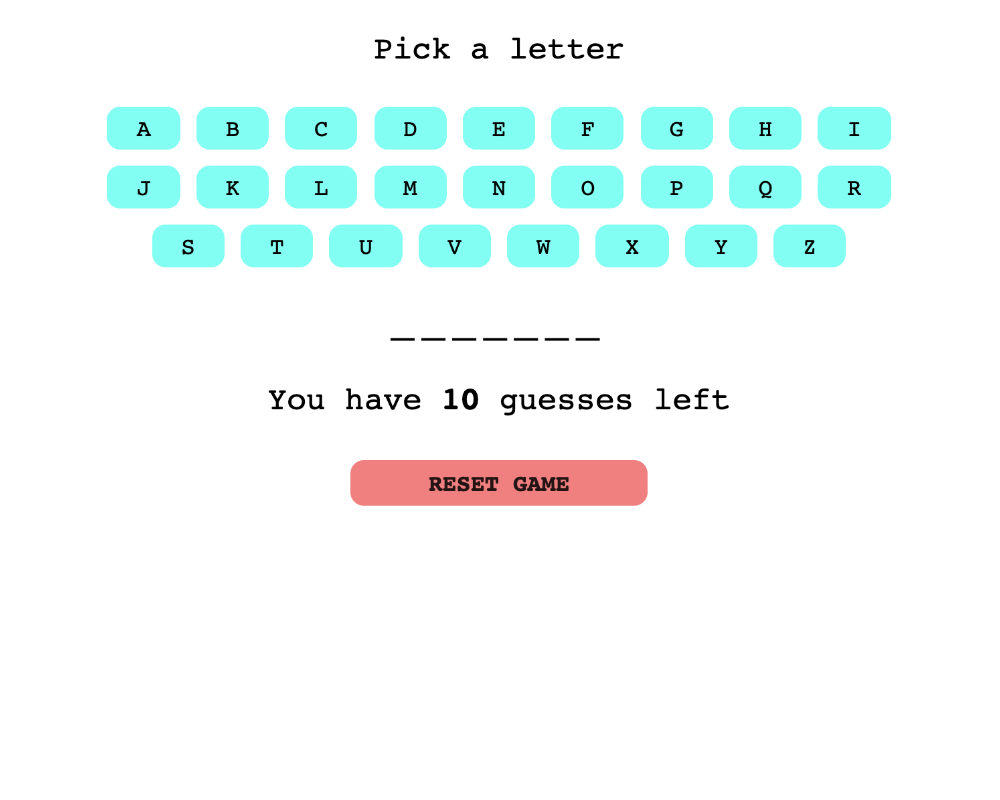 Pick a letter
A B C D E F G H I
J K L M N O P Q R
S T U V W X Y Z
_ _ _ _ _ _ _
You have 10 guesses left
RESET GAME